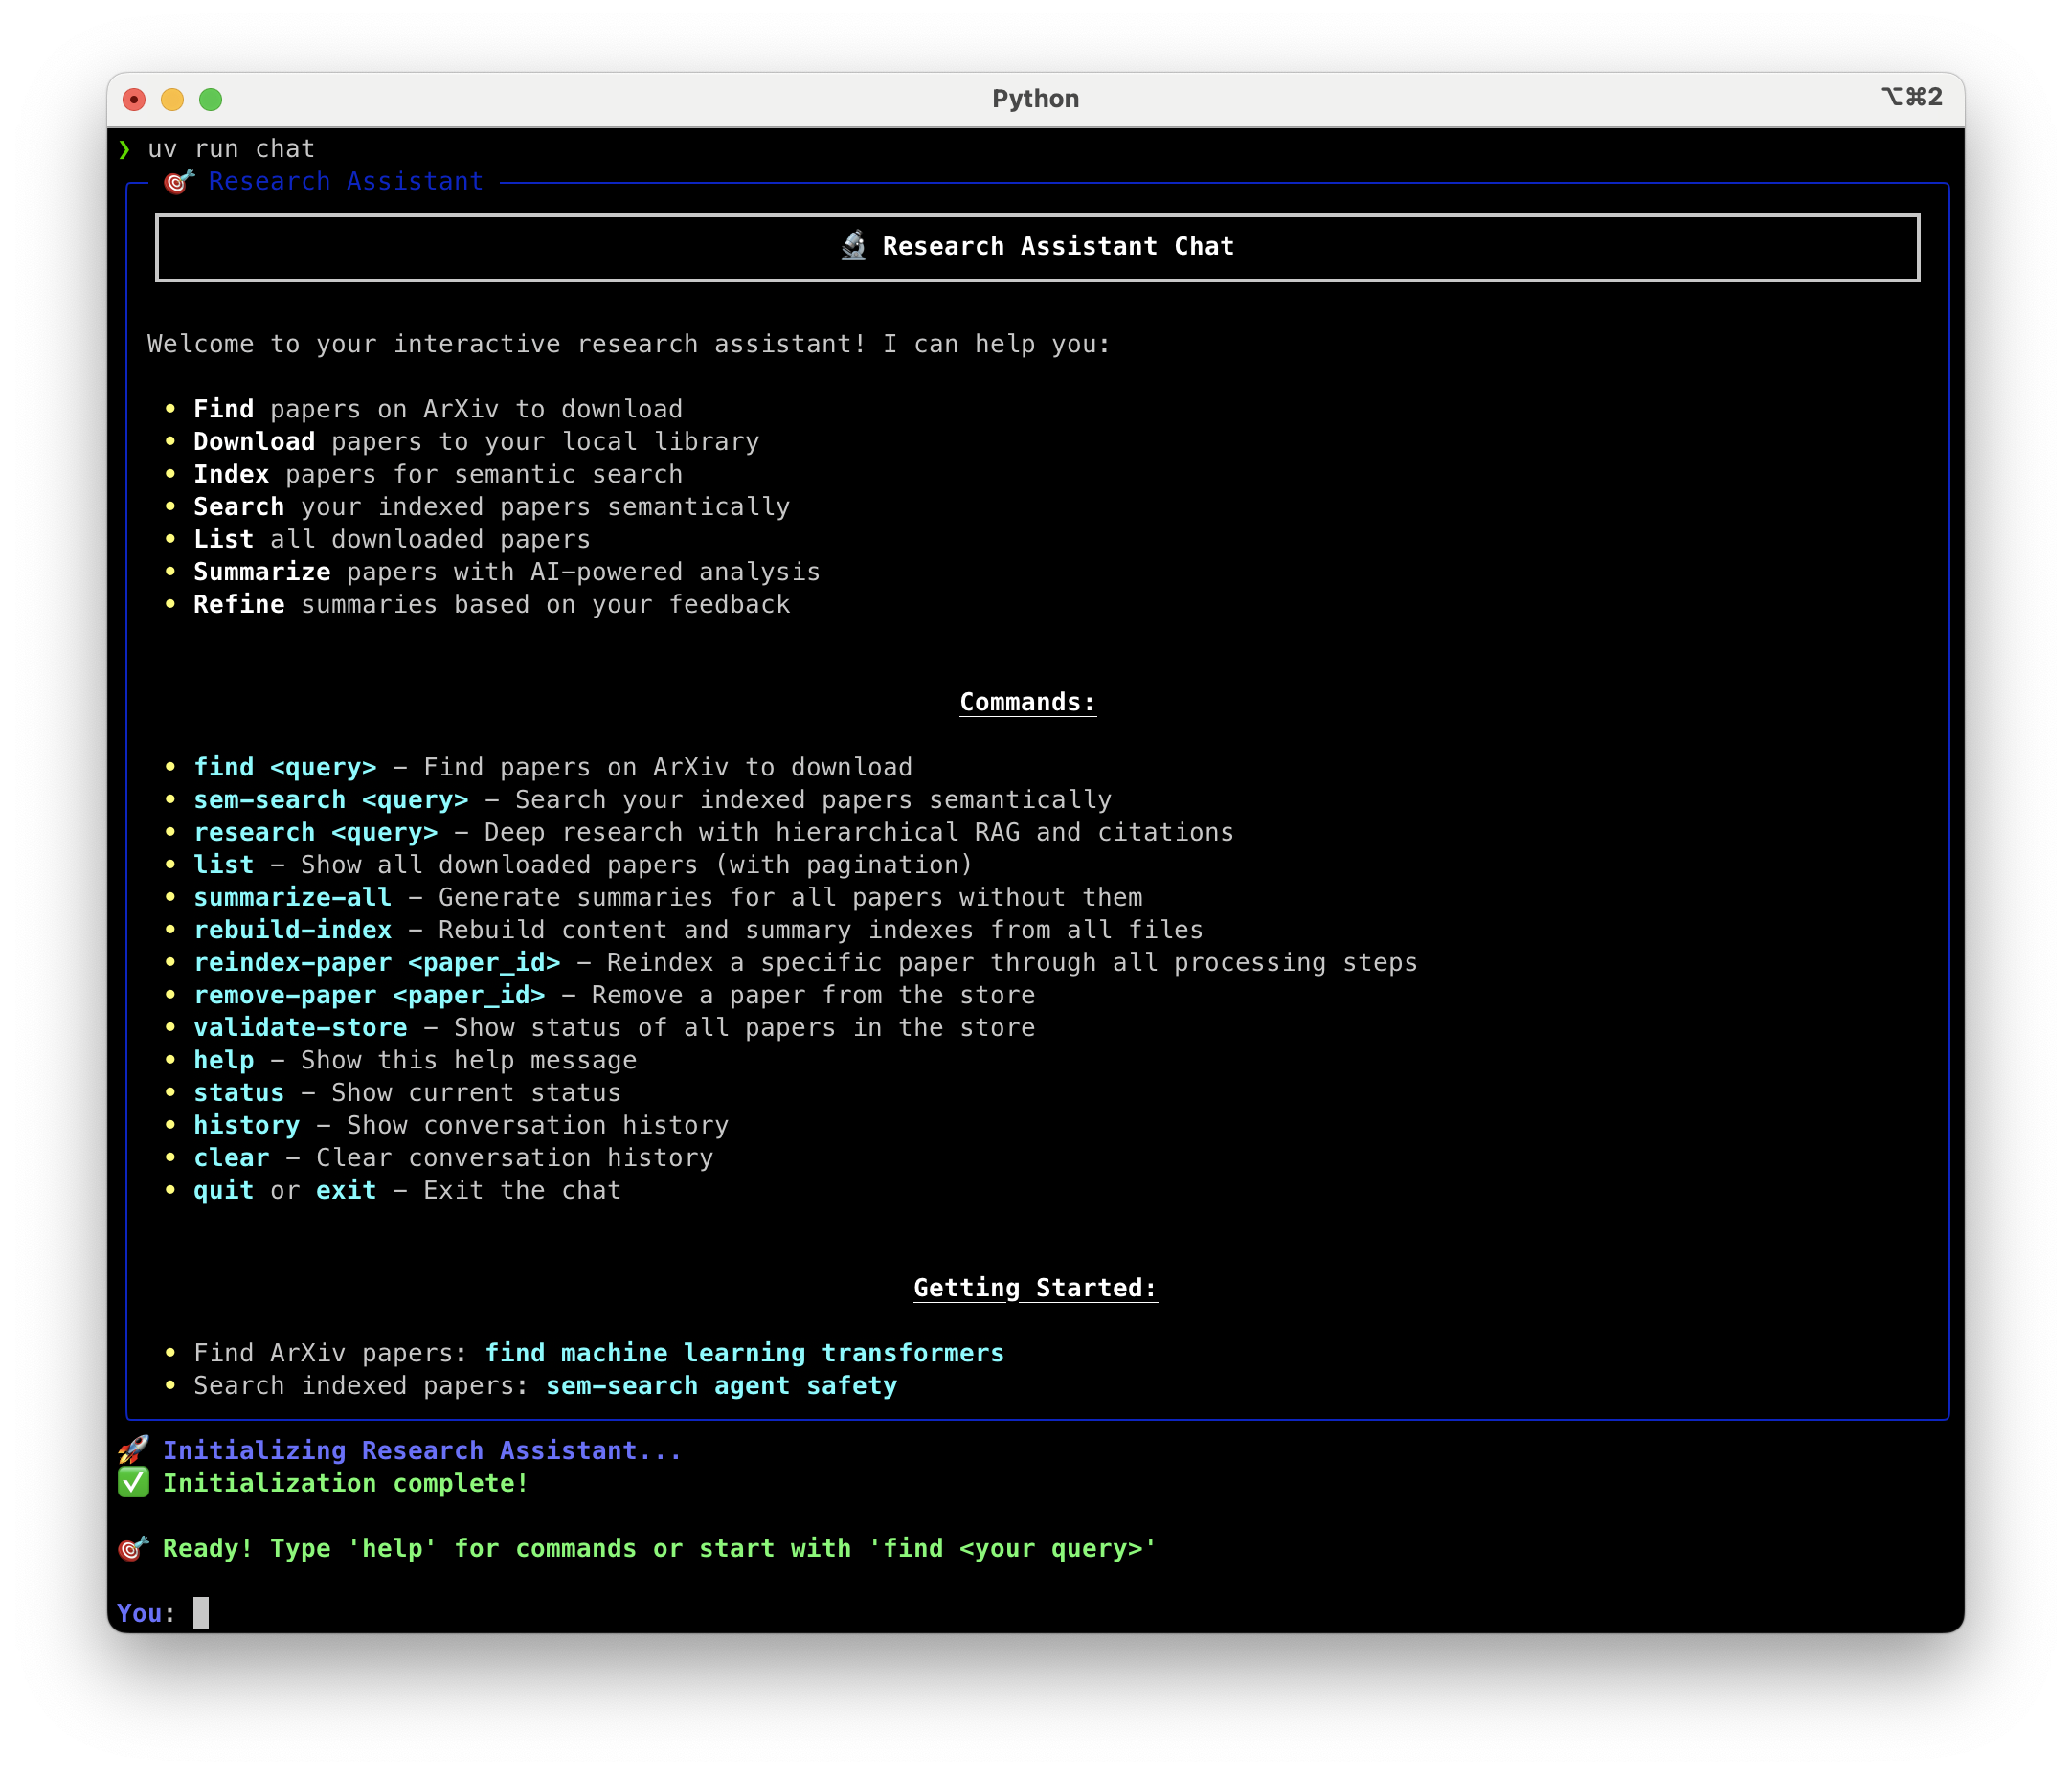 Python
⌥⌘2
❯ uv run chat
🎯 Research Assistant
🔬 Research Assistant Chat
Welcome to your interactive research assistant! I can help you:
• Find papers on ArXiv to download
• Download papers to your local library
• Index papers for semantic search
• Search your indexed papers semantically
• List all downloaded papers
• Summarize papers with AI-powered analysis
• Refine summaries based on your feedback
Commands:
• find <query> - Find papers on ArXiv to download
• sem-search <query> - Search your indexed papers semantically
• research <query> - Deep research with hierarchical RAG and citations
• list - Show all downloaded papers (with pagination)
• summarize-all - Generate summaries for all papers without them
• rebuild-index - Rebuild content and summary indexes from all files
• reindex-paper <paper_id> - Reindex a specific paper through all processing steps
• remove-paper <paper_id> - Remove a paper from the store
• validate-store - Show status of all papers in the store
• help - Show this help message
• status - Show current status
• history - Show conversation history
• clear - Clear conversation history
• quit or exit - Exit the chat
Getting Started:
• Find ArXiv papers: find machine learning transformers
• Search indexed papers: sem-search agent safety
🚀 Initializing Research Assistant...
✅ Initialization complete!
🎯 Ready! Type 'help' for commands or start with 'find <your query>'
You: